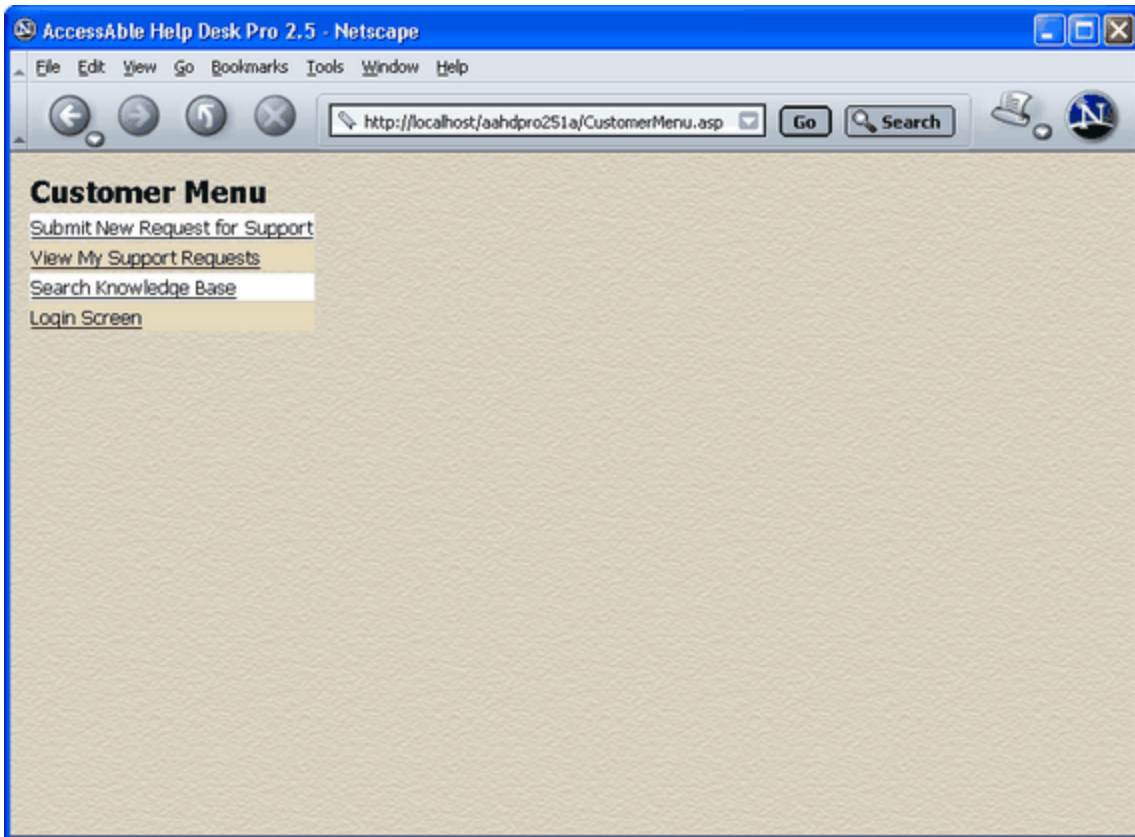 AccessAble Help Desk Pro 2.5 - Netscape
File Edit View Go Bookmarks Tools Window Help
http://localhost/aahdpro251a/CustomerMenu.asp Go Search N
Customer Menu
Submit New Request for Support
View My Support Requests
Search Knowledge Base
Login Screen